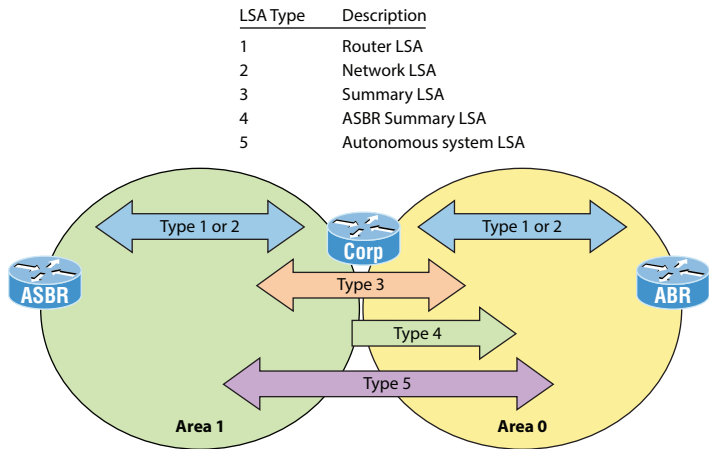 LSA Type Description
1 Router LSA
2 Network LSA
3 Summary LSA
4 ASBR Summary LSA
5 Autonomous system LSA
Type 1 or 2
Type 1 or 2
Corp
ASBR
Type 3
ABR
Type 4
Type 5
Area 1
Area 0